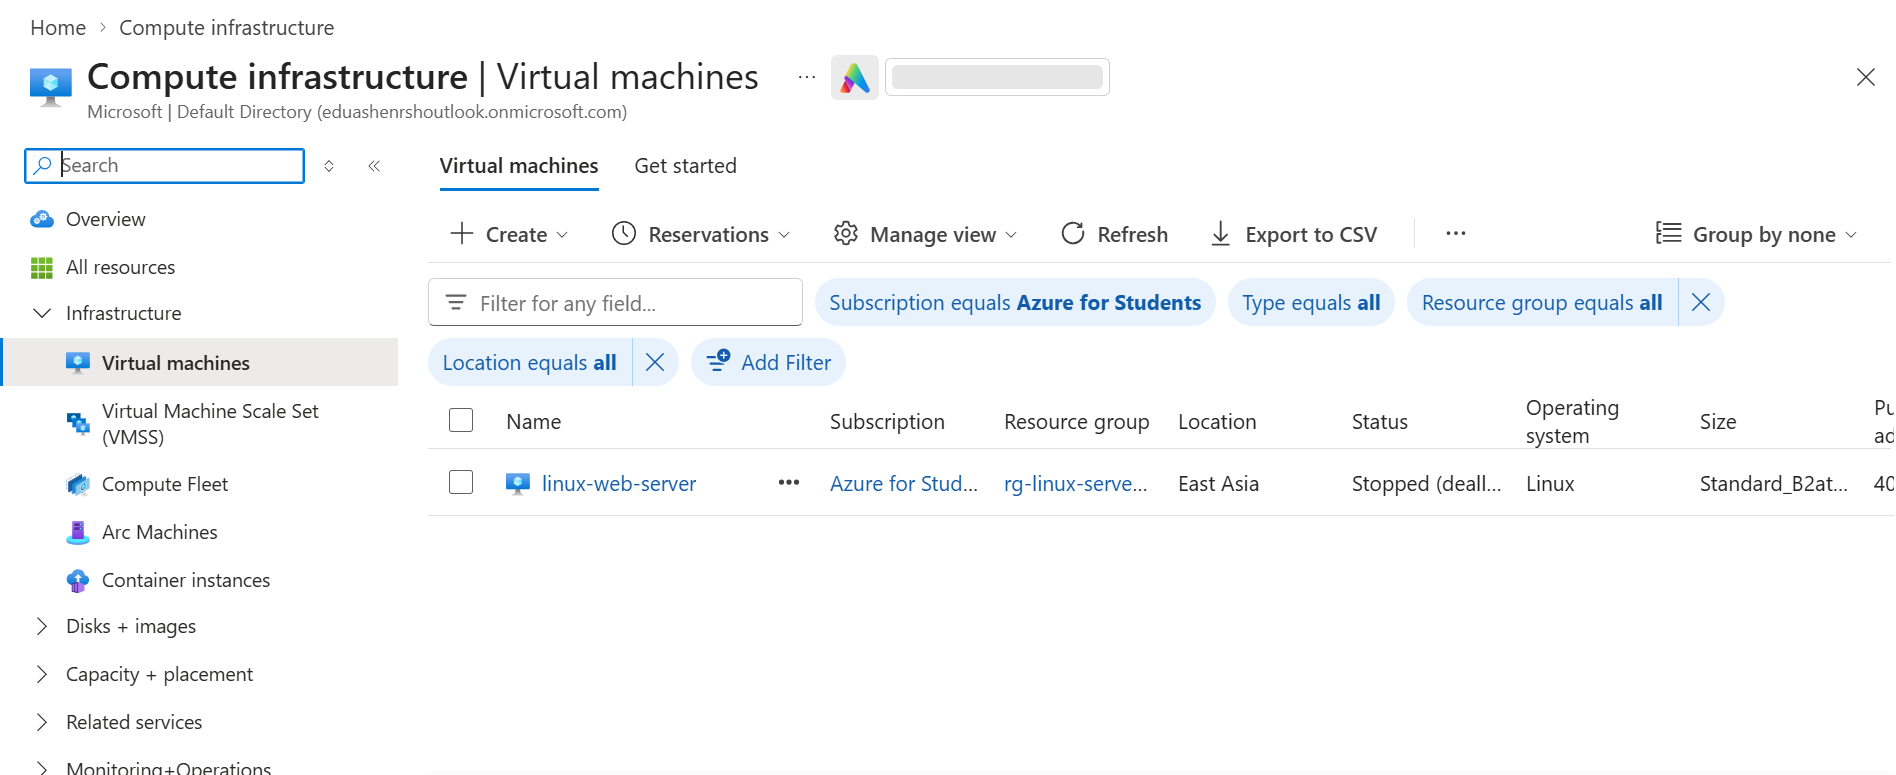 Home > Compute infrastructure
Compute infrastructure | Virtual machines ...
Microsoft | Default Directory (eduashenrshoutlook.onmicrosoft.com)
Search
Overview
All resources
Infrastructure
Virtual machines
Virtual Machine Scale Set
(VMSS)
Compute Fleet
Arc Machines
Container instances
Disks + images
Capacity + placement
Related services
Monitoring+Operations
Virtual machines Get started
Create Reservations Manage view Refresh Export to CSV ... Group by none
Filter for any field... Subscription equals Azure for Students Type equals all Resource group equals all
Location equals all Add Filter
Name Subscription Resource group Location Status Operating system Size Pu ad
linux-web-server ... Azure for Stud... rg-linux-serve... East Asia Stopped (deall... Linux Standard_B2at... 40